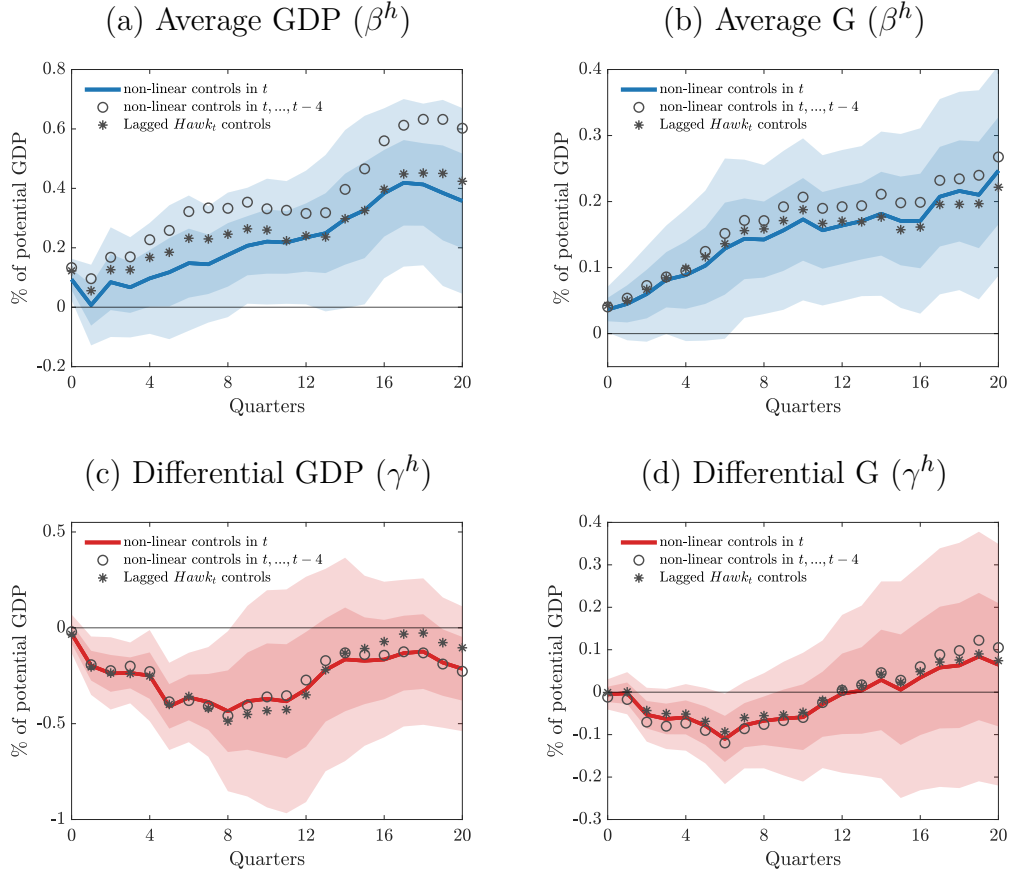 (a) Average GDP (β^h)
% of potential GDP
0.8
0.6
0.4
0.2
0
-0.2
non-linear controls in t
non-linear controls in t, ..., t − 4
Lagged Hawk_t controls
0 4 8 12 16 20
Quarters
(b) Average G (β^h)
% of potential GDP
0.4
0.3
0.2
0.1
0
non-linear controls in t
non-linear controls in t, ..., t − 4
Lagged Hawk_t controls
0 4 8 12 16 20
Quarters
(c) Differential GDP (γ^h)
% of potential GDP
0.5
0
-0.5
-1
non-linear controls in t
non-linear controls in t, ..., t − 4
Lagged Hawk_t controls
0 4 8 12 16 20
Quarters
(d) Differential G (γ^h)
% of potential GDP
0.4
0.3
0.2
0.1
0
-0.1
-0.2
-0.3
non-linear controls in t
non-linear controls in t, ..., t − 4
Lagged Hawk_t controls
0 4 8 12 16 20
Quarters